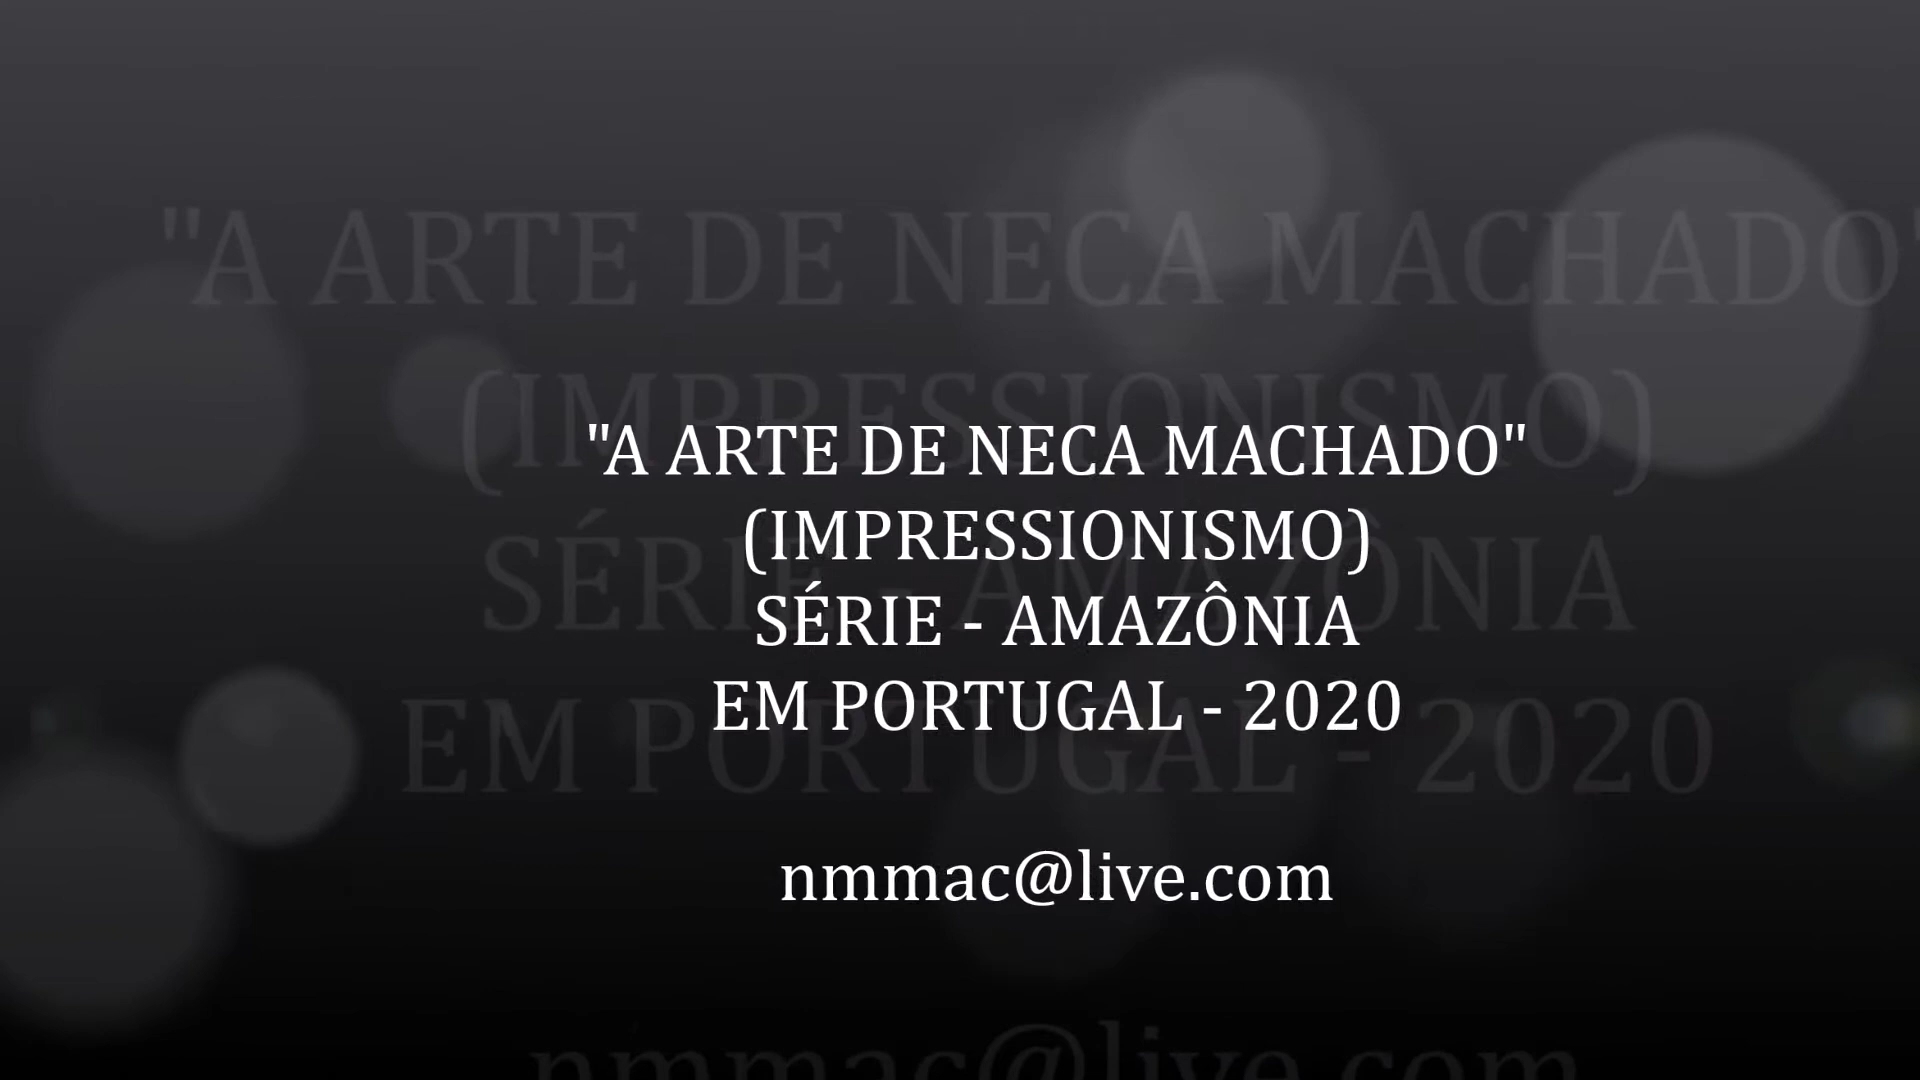 "A ARTE DE NECA MACHADO"
(IMPRESSIONISMO)
SÉRIE - AMAZÔNIA
EM PORTUGAL - 2020
nmmac@live.com